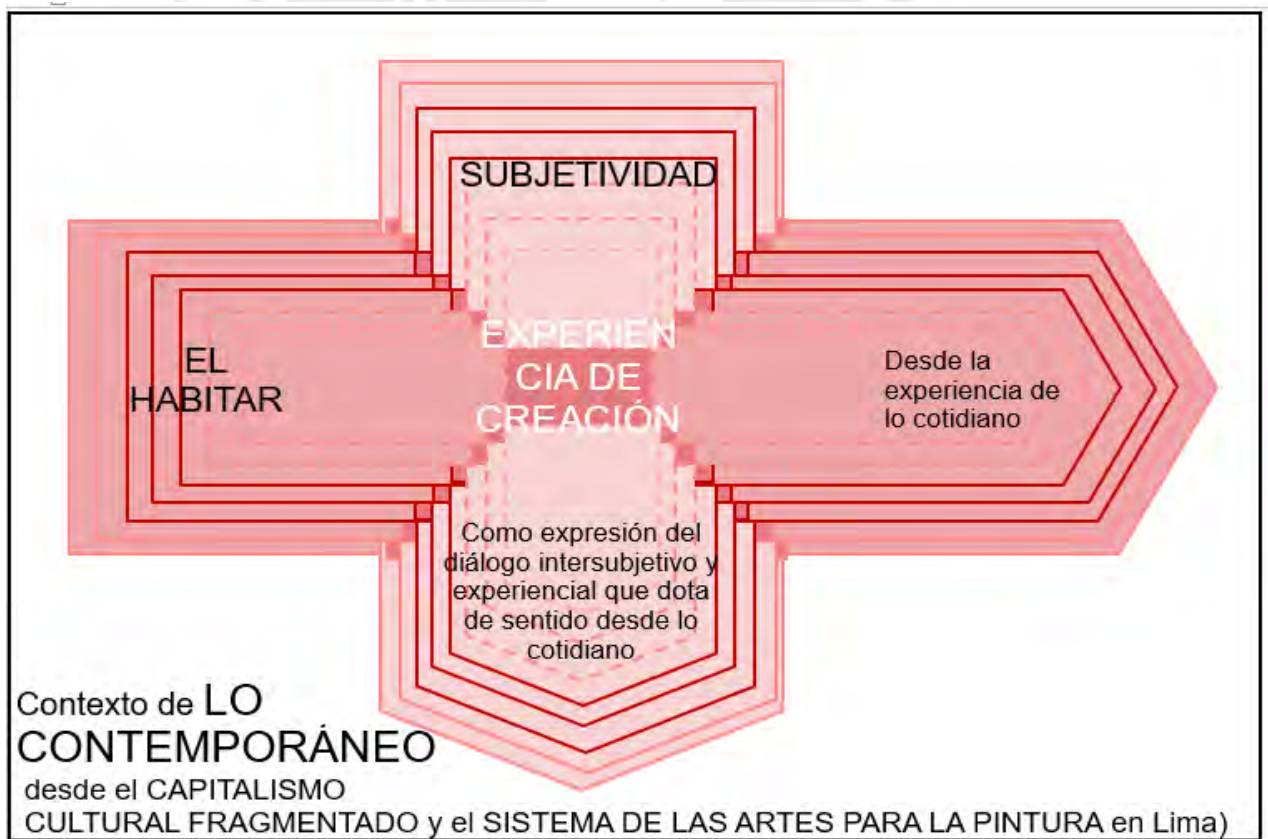 SUBJETIVIDAD
EL
HABITAR
EXPERIEN
CIA DE
CREACIÓN
Desde la
experiencia de
lo cotidiano
Como expresión del
diálogo intersubjetivo y
experiencial que dota
de sentido desde lo
cotidiano
Contexto de LO
CONTEMPORÁNEO
desde el CAPITALISMO
CULTURAL FRAGMENTADO y el SISTEMA DE LAS ARTES PARA LA PINTURA en Lima)